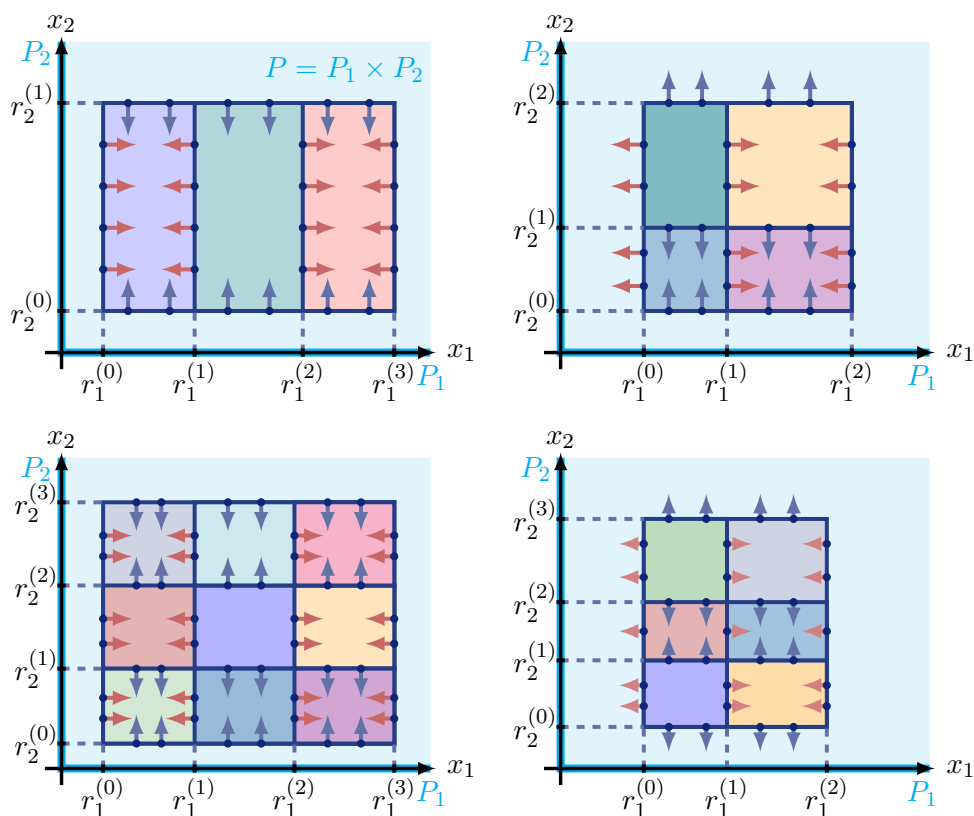 x₂
P₂
P = P₁ × P₂
r₂⁽¹⁾
r₂⁽⁰⁾
x₁
P₁
r₁⁽⁰⁾ r₁⁽¹⁾ r₁⁽²⁾ r₁⁽³⁾
x₂
P₂
r₂⁽²⁾
r₂⁽¹⁾
r₂⁽⁰⁾
x₁
P₁
r₁⁽⁰⁾ r₁⁽¹⁾ r₁⁽²⁾
x₂
P₂
r₂⁽³⁾
r₂⁽²⁾
r₂⁽¹⁾
r₂⁽⁰⁾
x₁
P₁
r₁⁽⁰⁾ r₁⁽¹⁾ r₁⁽²⁾ r₁⁽³⁾
x₂
P₂
r₂⁽³⁾
r₂⁽²⁾
r₂⁽¹⁾
r₂⁽⁰⁾
x₁
P₁
r₁⁽⁰⁾ r₁⁽¹⁾ r₁⁽²⁾